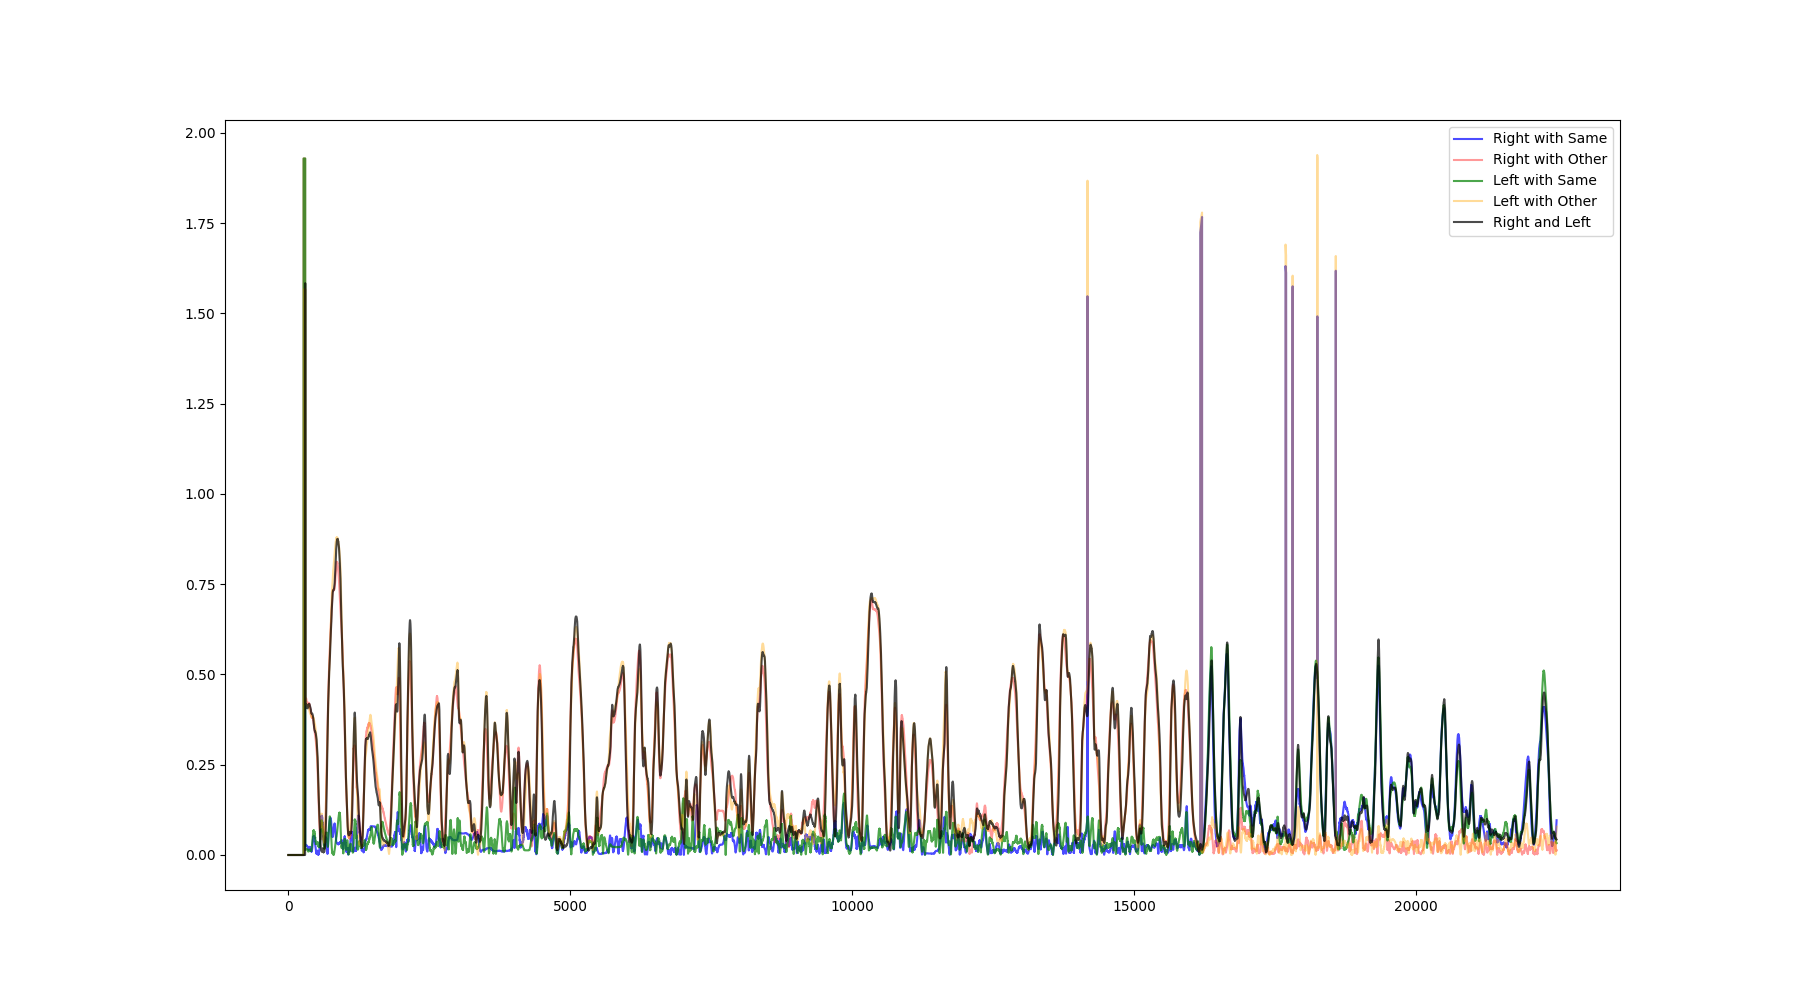 2.00
1.75
1.50
1.25
1.00
0.75
0.50
0.25
0.00
0
5000
10000
15000
20000
Right with Same
Right with Other
Left with Same
Left with Other
Right and Left